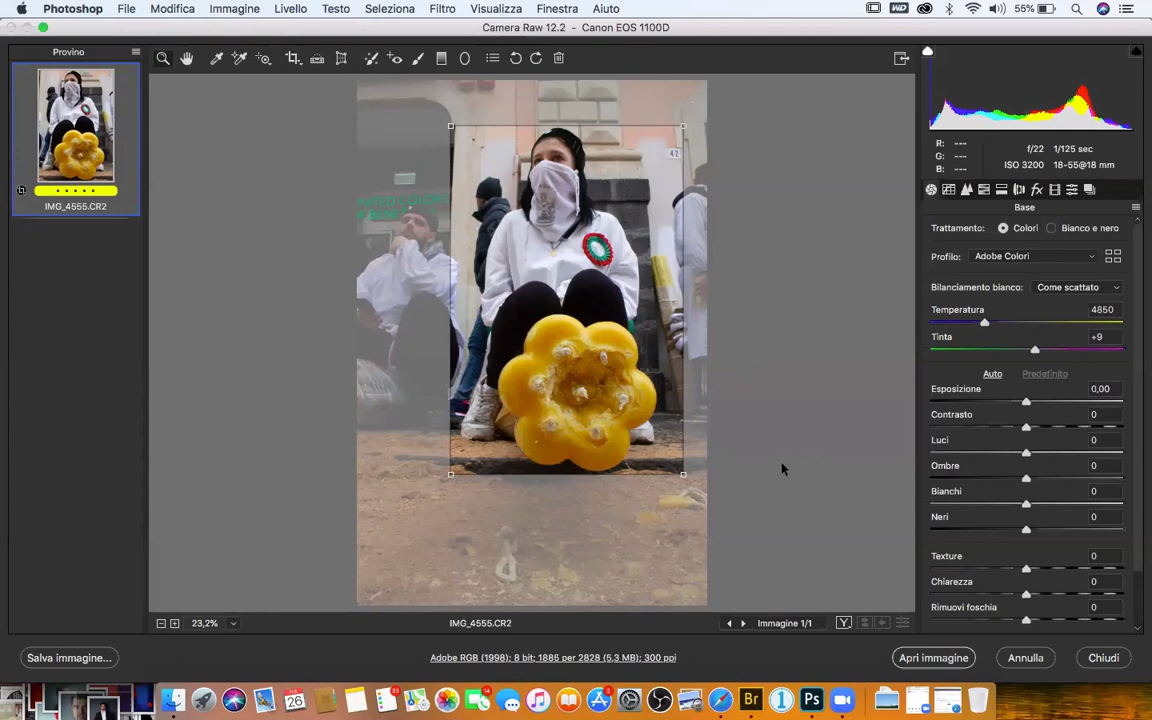 Photoshop File Modifica Immagine Livello Testo Seleziona Filtro Visualizza Finestra Aiuto 55%
Camera Raw 12.2 - Canon EOS 1100D
Provino
IMG_4555.CR2
42
R: ---
G: ---
B: ---
f/22 1/125 sec
ISO 3200 18-55@18 mm
Base
Trattamento: Colori Bianco e nero
Profilo: Adobe Colori
Bilanciamento bianco: Come scattato
Temperatura 4850
Tinta +9
Auto Predefinito
Esposizione 0,00
Contrasto 0
Luci 0
Ombre 0
Bianchi 0
Neri 0
Texture 0
Chiarezza 0
Rimuovi foschia 0
23,2% IMG_4555.CR2 Immagine 1/1 Y
Salva immagine... Adobe RGB (1998); 8 bit; 1885 per 2828 (5,3 MB); 300 ppi Apri immagine Annulla Chiudi
26 Br 1 Ps